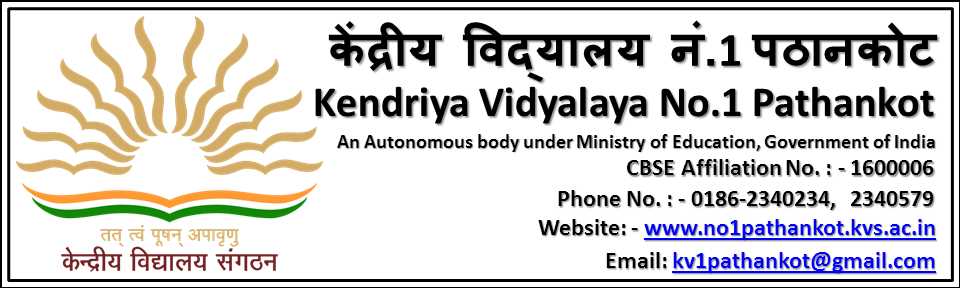 केंद्रीय विद्यालय नं.1 पठानकोट
Kendriya Vidyalaya No.1 Pathankot
An Autonomous body under Ministry of Education, Government of India
CBSE Affiliation No. : - 1600006
Phone No. : - 0186-2340234, 2340579
Website: - www.no1pathankot.kvs.ac.in
Email: kv1pathankot@gmail.com
तत् त्वं पूषन् अपावृणु
केन्द्रीय विद्यालय संगठन